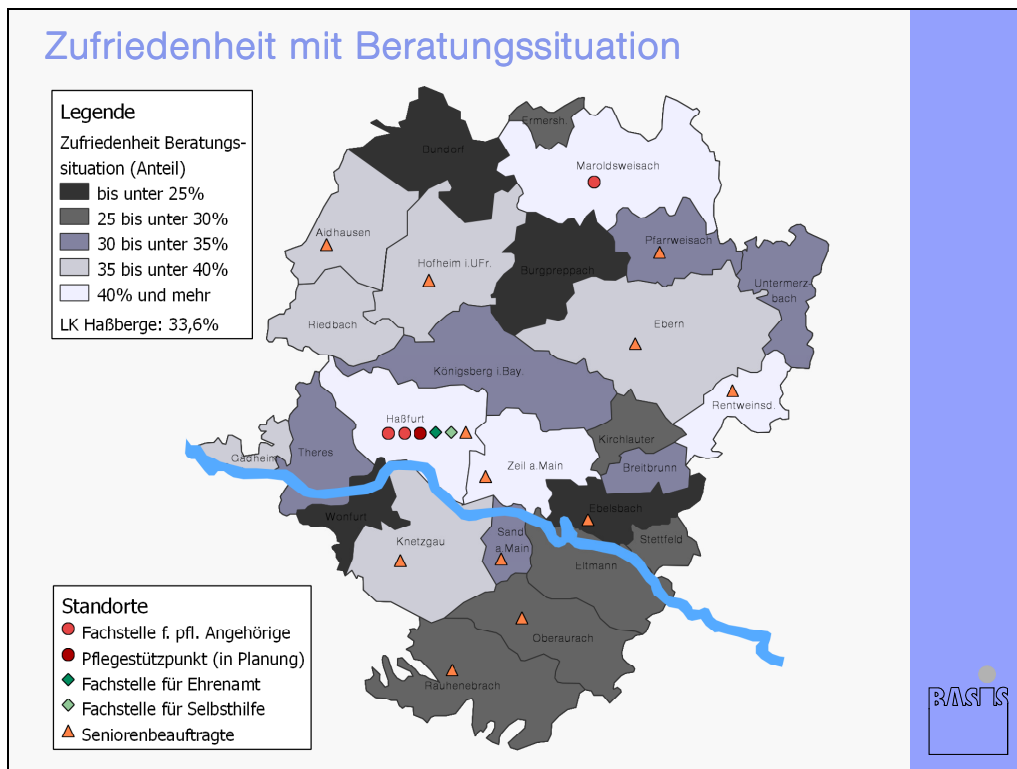 Zufriedenheit mit Beratungssituation
Legende
Zufriedenheit Beratungs-
situation (Anteil)
bis unter 25%
25 bis unter 30%
30 bis unter 35%
35 bis unter 40%
40% und mehr
LK Haßberge: 33,6%
Ermersh.
Bundorf
Maroldsweisach
Aidhausen
Pfarrweisach
Hofheim i.UFr.
Burgpreppach
Untermerz-
bach
Riedbach
Ebern
Königsberg i.Bay.
Rentweinsd.
Haßfurt
Kirchlauter
Theres
Gädheim
Zeil a.Main
Breitbrunn
Wonfurt
Ebelsbach
Knetzgau
Sand
a.Main
Stettfeld
Eltmann
Oberaurach
Rauhenebrach
Standorte
Fachstelle f. pfl. Angehörige
Pflegestützpunkt (in Planung)
Fachstelle für Ehrenamt
Fachstelle für Selbsthilfe
Seniorenbeauftragte
BASIS